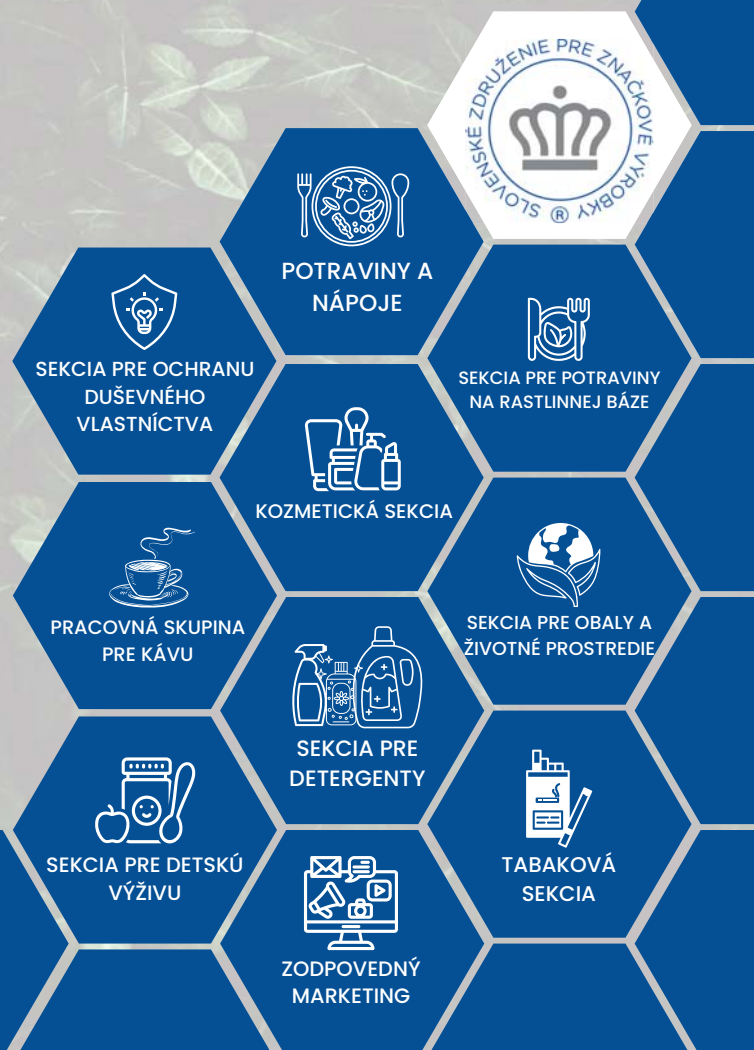 SLOVENSKÉ ZDRUŽENIE PRE ZNAČKOVÉ VÝROBKY ®
POTRAVINY A
NÁPOJE
SEKCIA PRE OCHRANU
DUŠEVNÉHO
VLASTNÍCTVA
SEKCIA PRE POTRAVINY
NA RASTLINNEJ BÁZE
KOZMETICKÁ SEKCIA
PRACOVNÁ SKUPINA
PRE KÁVU
SEKCIA PRE OBALY A
ŽIVOTNÉ PROSTREDIE
SEKCIA PRE
DETERGENTY
SEKCIA PRE DETSKÚ
VÝŽIVU
TABAKOVÁ
SEKCIA
ZODPOVEDNÝ
MARKETING